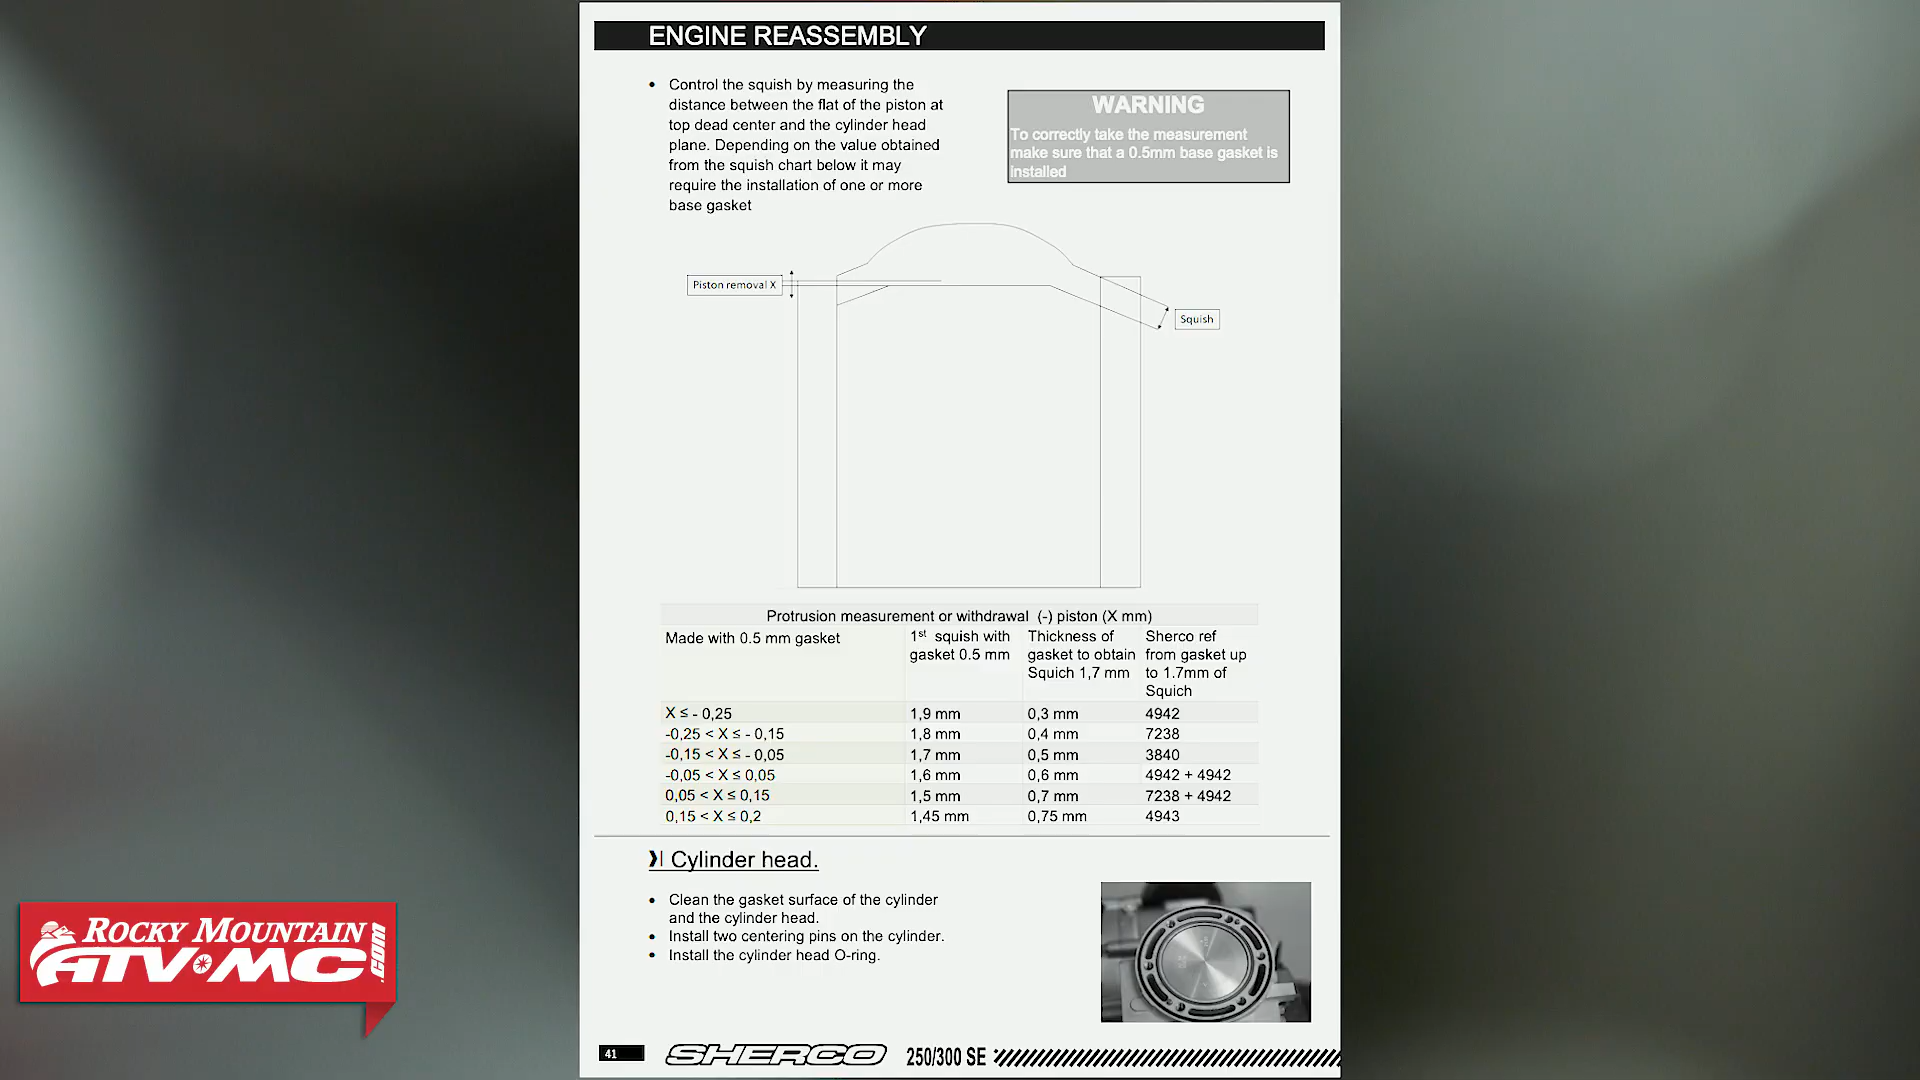 ENGINE REASSEMBLY
• Control the squish by measuring the
distance between the flat of the piston at
top dead center and the cylinder head
plane. Depending on the value obtained
from the squish chart below it may
require the installation of one or more
base gasket
WARNING
To correctly take the measurement
make sure that a 0.5mm base gasket is
installed
Piston removal X
Squish
Protrusion measurement or withdrawal (-) piston (X mm)
Made with 0.5 mm gasket
1st squish with
gasket 0.5 mm
Thickness of
gasket to obtain
Squich 1,7 mm
Sherco ref
from gasket up
to 1.7mm of
Squich
X ≤ - 0,25 1,9 mm 0,3 mm 4942
-0,25 < X ≤ - 0,15 1,8 mm 0,4 mm 7238
-0,15 < X ≤ - 0,05 1,7 mm 0,5 mm 3840
-0,05 < X ≤ 0,05 1,6 mm 0,6 mm 4942 + 4942
0,05 < X ≤ 0,15 1,5 mm 0,7 mm 7238 + 4942
0,15 < X ≤ 0,2 1,45 mm 0,75 mm 4943
Cylinder head.
• Clean the gasket surface of the cylinder
and the cylinder head.
• Install two centering pins on the cylinder.
• Install the cylinder head O-ring.
41 SHERCO 250/300 SE
ROCKY MOUNTAIN
ATV•MC.COM